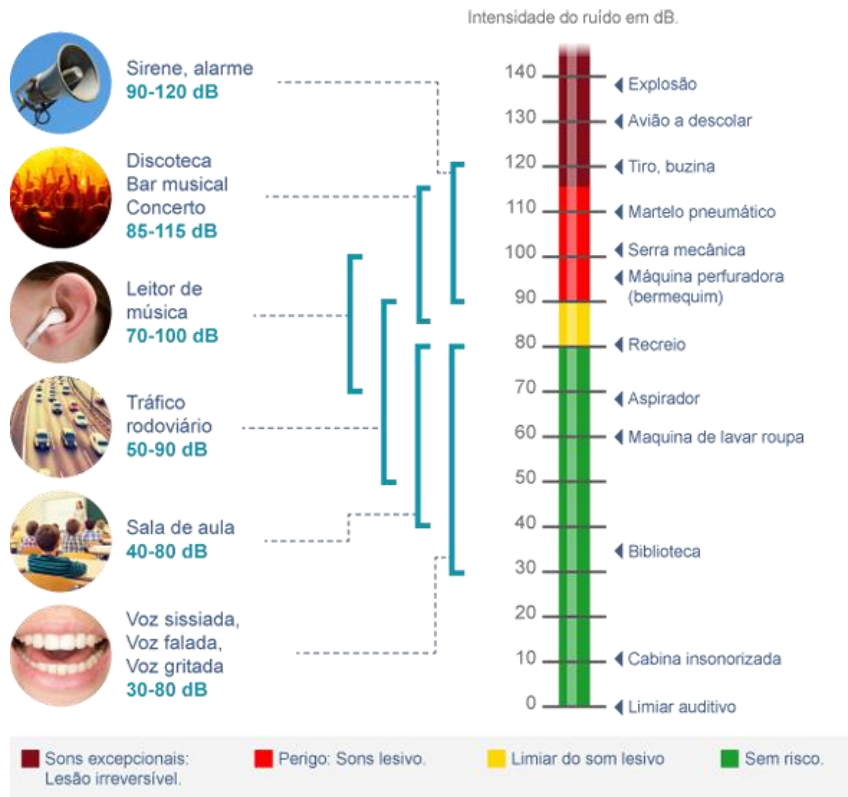 Intensidade do ruído em dB.
Sirene, alarme
90-120 dB
Discoteca
Bar musical
Concerto
85-115 dB
Leitor de
música
70-100 dB
Tráfico
rodoviário
50-90 dB
Sala de aula
40-80 dB
Voz sissiada,
Voz falada,
Voz gritada
30-80 dB
140
130
120
110
100
90
80
70
60
50
40
30
20
10
0
Explosão
Avião a descolar
Tiro, buzina
Martelo pneumático
Serra mecânica
Máquina perfuradora
(bermequim)
Recreio
Aspirador
Maquina de lavar roupa
Biblioteca
Cabina insonorizada
Limiar auditivo
Sons excepcionais:
Lesão irreversível.
Perigo: Sons lesivo.
Limiar do som lesivo
Sem risco.